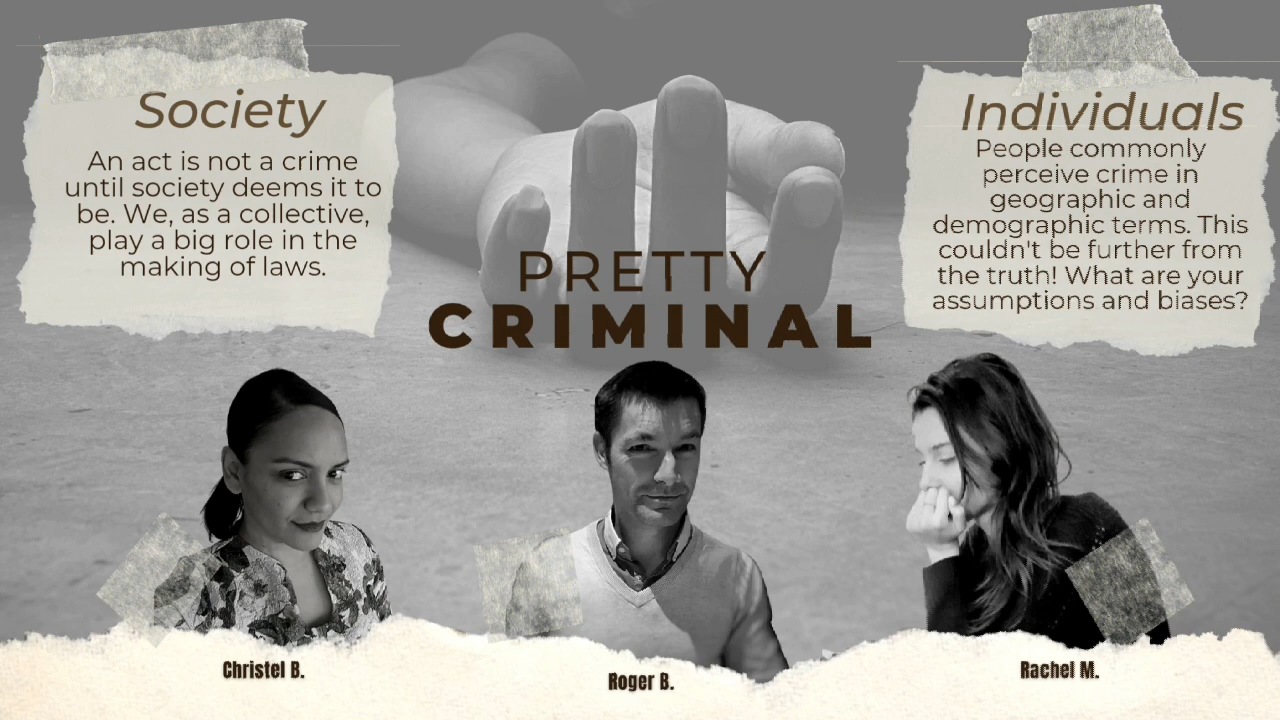 Society
An act is not a crime
until society deems it to
be. We, as a collective,
play a big role in the
making of laws.
Individuals
People commonly
perceive crime in
geographic and
demographic terms. This
couldn't be further from
the truth! What are your
assumptions and biases?
PRETTY
CRIMINAL
Christel B.
Roger B.
Rachel M.